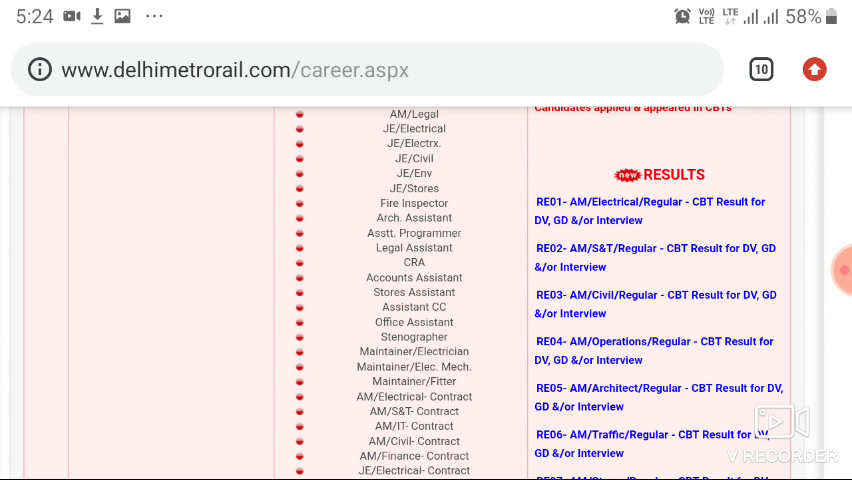 5:24
Vo)) LTE LTE 58%
www.delhimetrorail.com/career.aspx
10
Candidates applied & appeared in CBTs
AM/Legal
JE/Electrical
JE/Electrx.
JE/Civil
JE/Env
JE/Stores
Fire Inspector
Arch. Assistant
Asstt. Programmer
Legal Assistant
CRA
Accounts Assistant
Stores Assistant
Assistant CC
Office Assistant
Stenographer
Maintainer/Electrician
Maintainer/Elec. Mech.
Maintainer/Fitter
AM/Electrical- Contract
AM/S&T- Contract
AM/IT- Contract
AM/Civil- Contract
AM/Finance- Contract
JE/Electrical- Contract
new RESULTS
RE01- AM/Electrical/Regular - CBT Result for
DV, GD &/or Interview
RE02- AM/S&T/Regular - CBT Result for DV, GD
&/or Interview
RE03- AM/Civil/Regular - CBT Result for DV, GD
&/or Interview
RE04- AM/Operations/Regular - CBT Result for
DV, GD &/or Interview
RE05- AM/Architect/Regular - CBT Result for DV,
GD &/or Interview
RE06- AM/Traffic/Regular - CBT Result for DV,
GD &/or Interview
V RECORDER